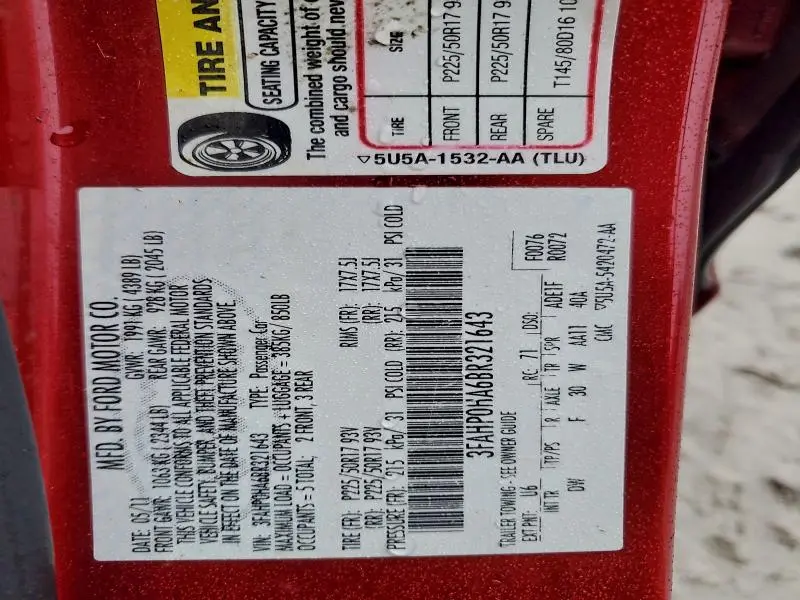 TIRE AN
SEATING CAPACITY
The combined weight of
and cargo should nev
TIRE SIZE
FRONT P225/50R17 9
REAR P225/50R17 9
SPARE T145/80D16 10
5U5A-1532-AA (TLU)
MFD. BY FORD MOTOR CO.
DATE: 05/11 GVWR: 1991 KG ( 4389 LB)
FRONT GAWR: 1063 KG ( 2344 LB) REAR GAWR: 928 KG ( 2045 LB)
THIS VEHICLE CONFORMS TO ALL APPLICABLE FEDERAL MOTOR
VEHICLE SAFETY, BUMPER, AND THEFT PREVENTION STANDARDS
IN EFFECT ON THE DATE OF MANUFACTURE SHOWN ABOVE.
VIN: 3FAHP0HA6BR321643 TYPE: Passenger Car
MAXIMUM LOAD = OCCUPANTS + LUGGAGE = 385KG/ 850LB
OCCUPANTS = 5 TOTAL; 2 FRONT, 3 REAR
TIRE (FR): P225/50R17 93V RIMS (FR): 17X7.5J
(RR): P225/50R17 93V (RR): 17X7.5J
PRESSURE (FR): 215 kPa/ 31 PSI COLD (RR): 215 kPa/ 31 PSI COLD
3FAHP0HA6BR321643
TRAILER TOWING - SEE OWNER GUIDE F0076
EXT PNT: U6 RC: 71 DSO: R0072
INT TR TP/PS R AXLE TR SPR ADE1F
DW F 30 W AA11 40A
CMC 5U5A-5420472-AA